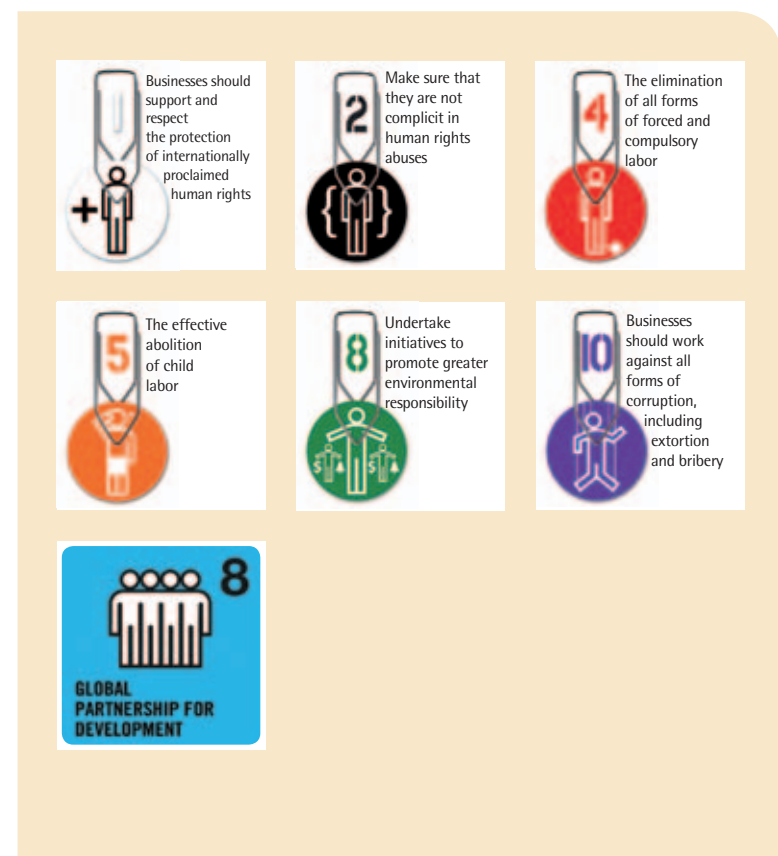 1
Businesses should
support and
respect
the protection
of internationally
proclaimed
human rights
+
2
Make sure that
they are not
complicit in
human rights
abuses
{ }
4
The elimination
of all forms
of forced and
compulsory
labor
5
The effective
abolition
of child
labor
8
Undertake
initiatives to
promote greater
environmental
responsibility
$ $
10
Businesses
should work
against all
forms of
corruption,
including
extortion
and bribery
8
GLOBAL
PARTNERSHIP FOR
DEVELOPMENT